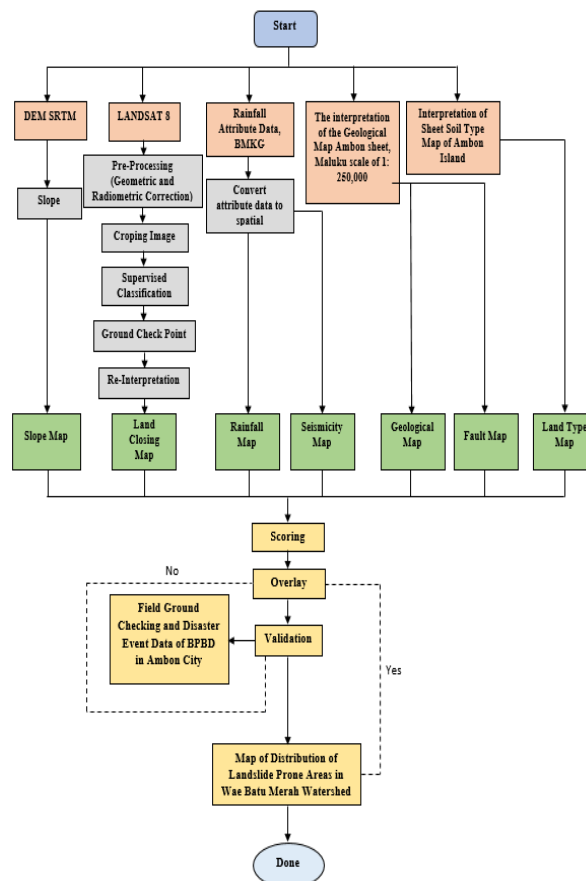 Start
DEM SRTM
LANDSAT 8
Rainfall
Attribute Data,
BMKG
The interpretation
of the Geological
Map Ambon sheet,
Maluku scale of 1:
250,000
Interpretation of
Sheet Soil Type
Map of Ambon
Island
Slope
Pre-Processing
(Geometric and
Radiometric Correction)
Convert
attribute data to
spatial
Croping Image
Supervised
Classification
Ground Check Point
Re-Interpretation
Slope Map
Land
Closing
Map
Rainfall
Map
Seismicity
Map
Geological
Map
Fault Map
Land Type
Map
Scoring
No
Overlay
Field Ground
Checking and Disaster
Event Data of BPBD
in Ambon City
Validation
Yes
Map of Distribution of
Landslide Prone Areas in
Wae Batu Merah Watershed
Done